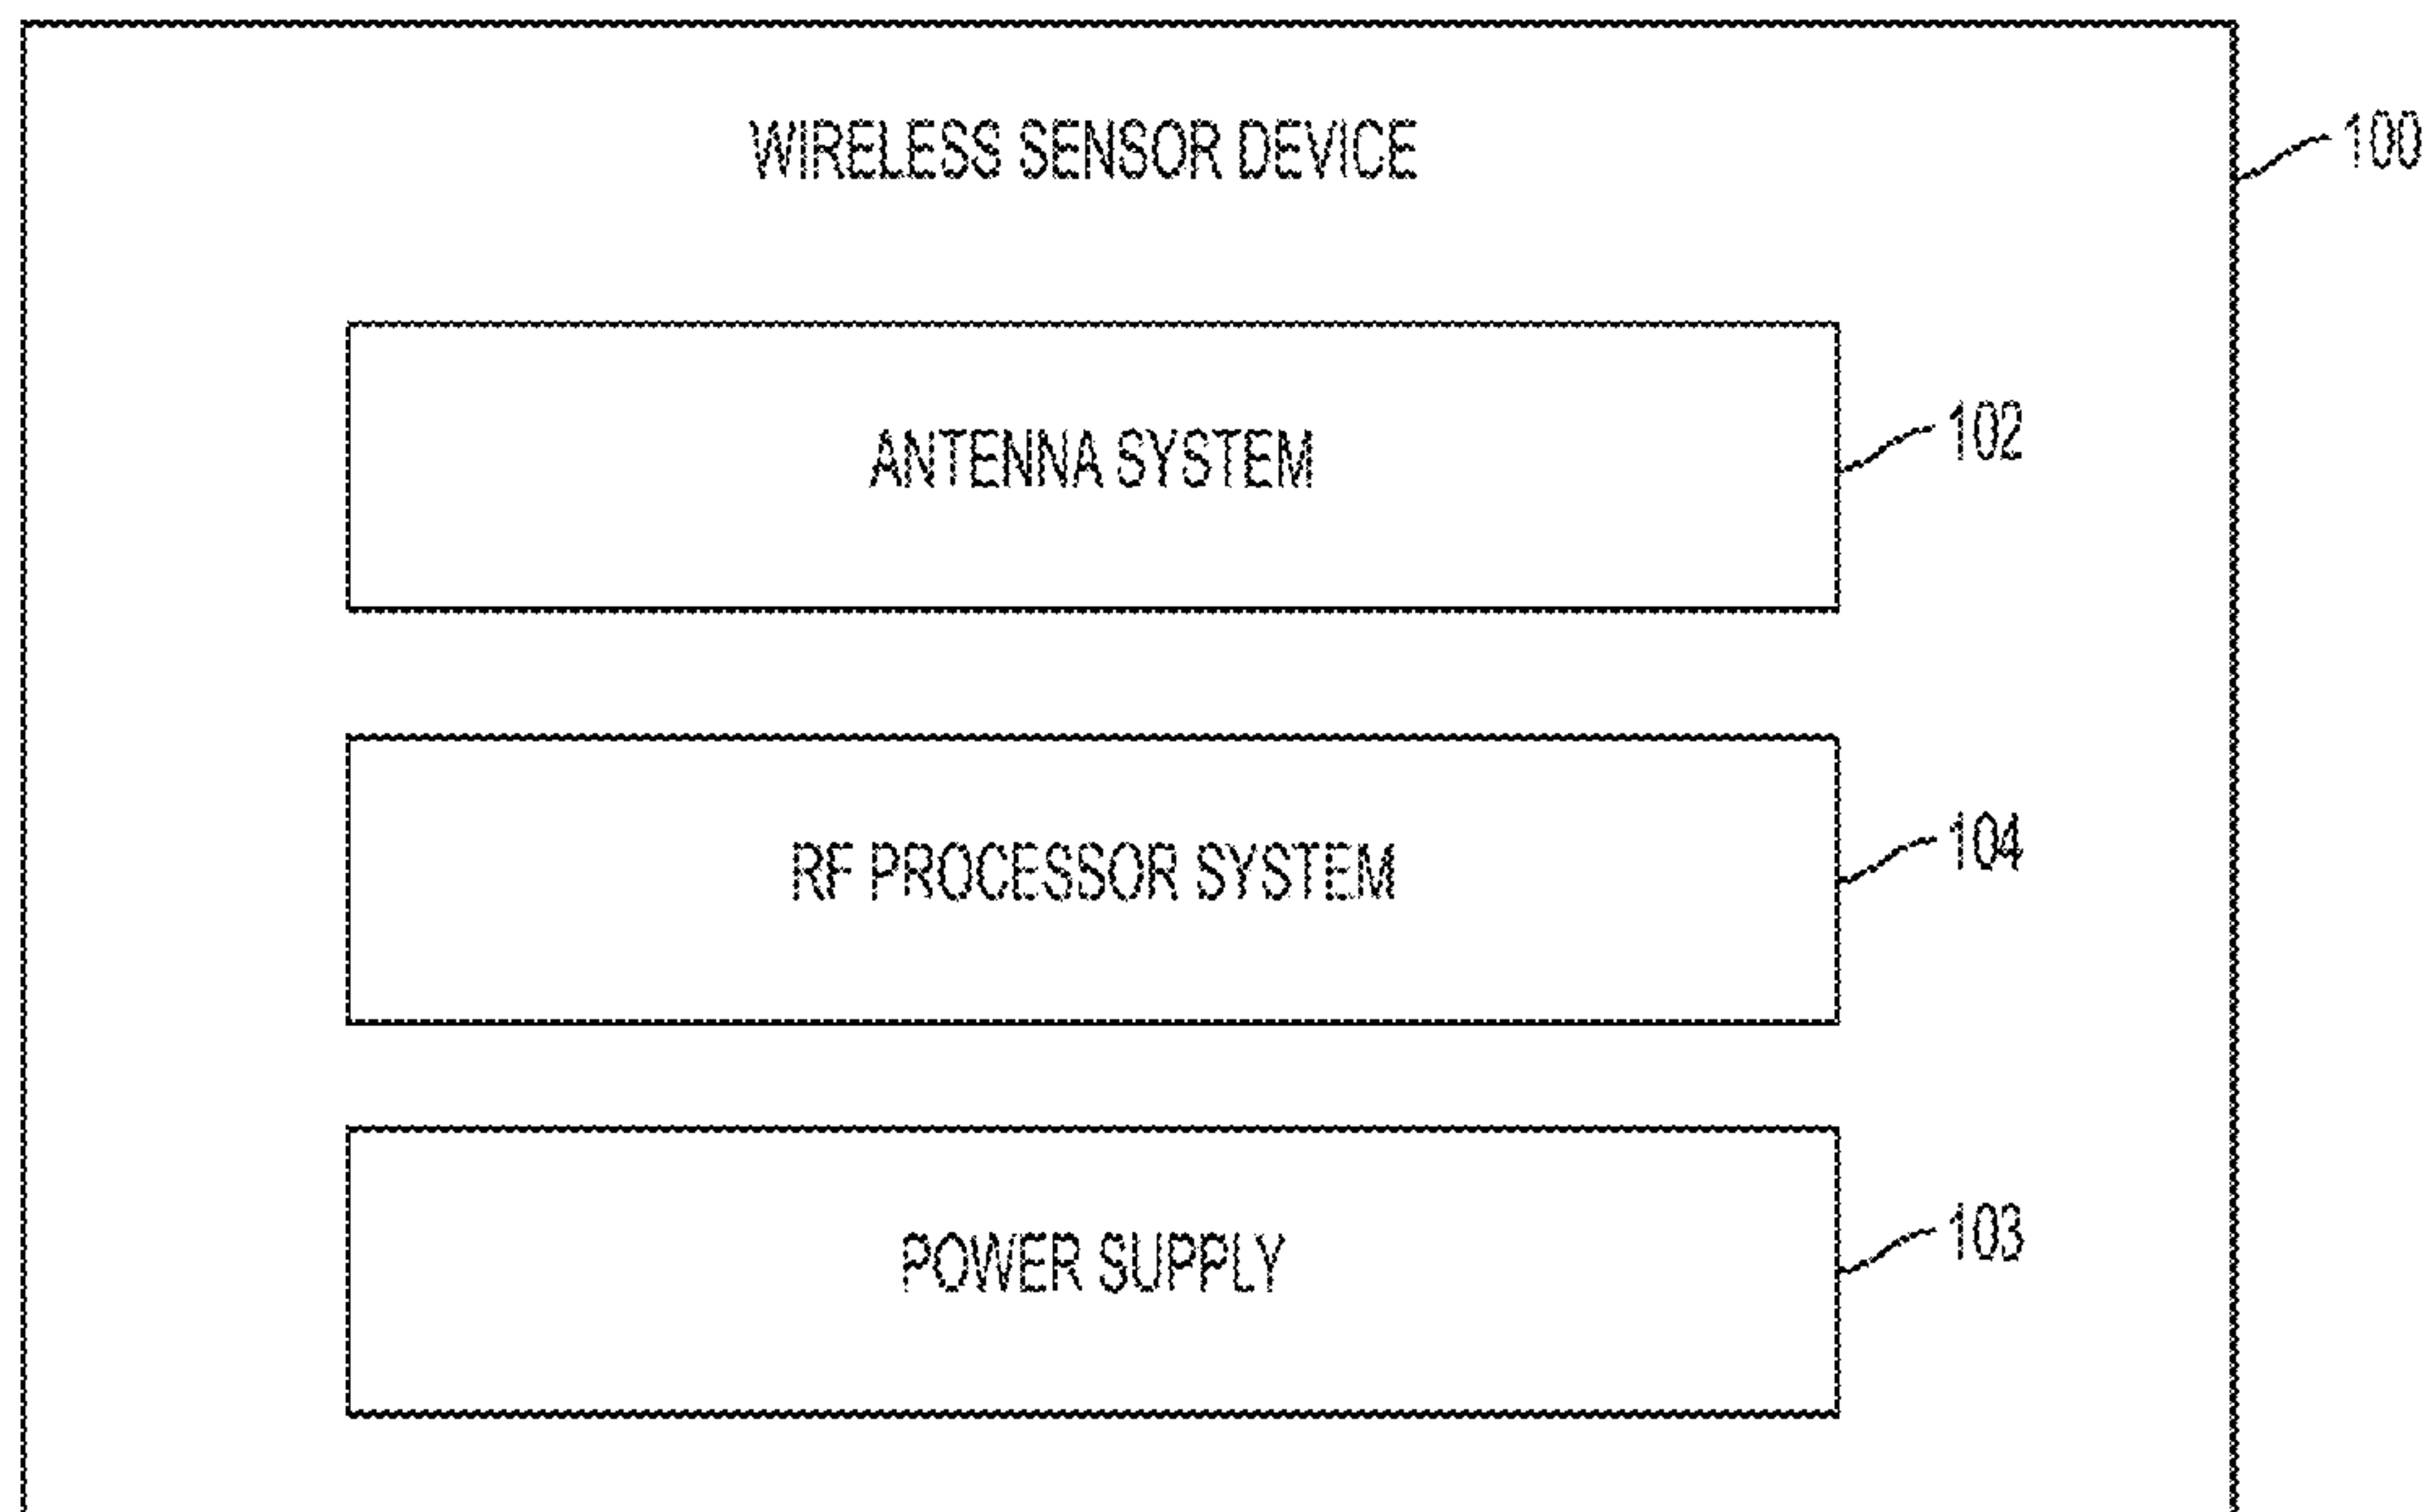 WIRELESS SENSOR DEVICE
100
ANTENNA SYSTEM
102
RF PROCESSOR SYSTEM
104
POWER SUPPLY
103